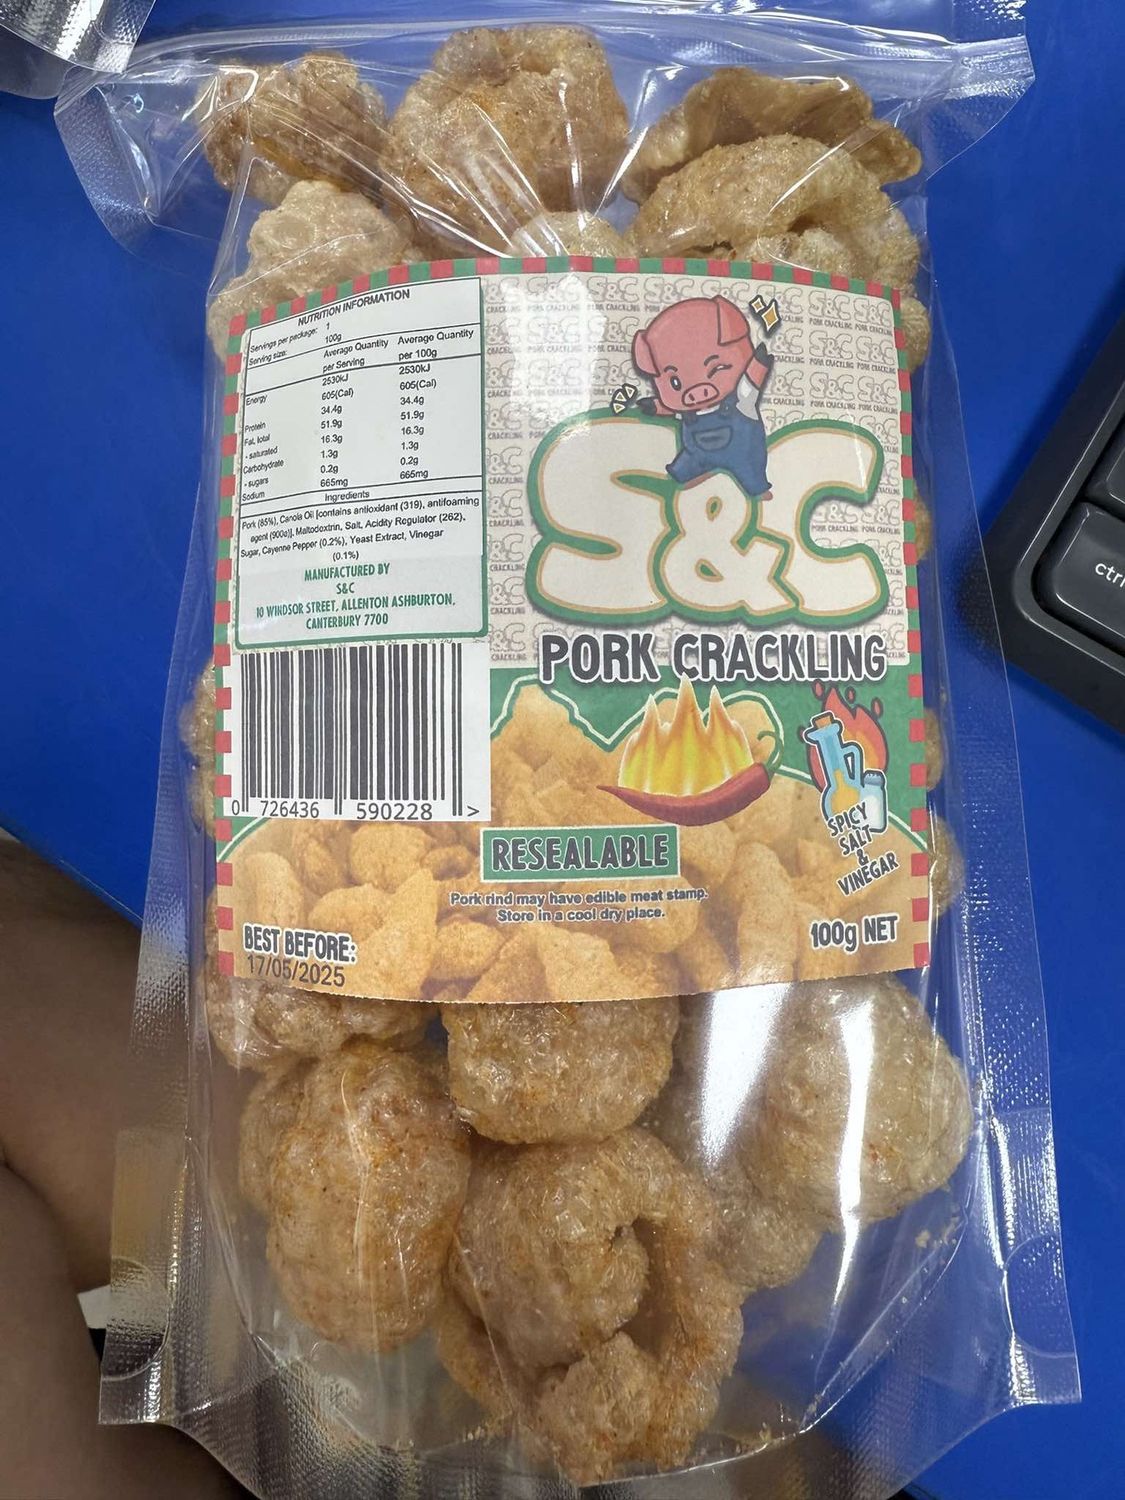 NUTRITION INFORMATION
Servings per package: 1
Serving size: 100g
Average Quantity per Serving Average Quantity per 100g
Energy 2530kJ 2530kJ
605(Cal) 605(Cal)
Protein 34.4g 34.4g
Fat, total 51.9g 51.9g
- saturated 16.3g 16.3g
Carbohydrate 1.3g 1.3g
- sugars 0.2g 0.2g
Sodium 665mg 665mg
Ingredients
Pork (85%), Canola Oil [contains antioxidant (319), antifoaming
agent (900a)], Maltodoxtrin, Salt, Acidity Regulator (262),
Sugar, Cayenne Pepper (0.2%), Yeast Extract, Vinegar
(0.1%)
MANUFACTURED BY
S&C
10 WINDSOR STREET, ALLENTON ASHBURTON,
CANTERBURY 7700
0 726436 590228 >
S&C
PORK CRACKLING
SPICY
SALT
&
VINEGAR
RESEALABLE
Pork rind may have edible meat stamp.
Store in a cool dry place.
100g NET
BEST BEFORE:
17/05/2025
ctrl